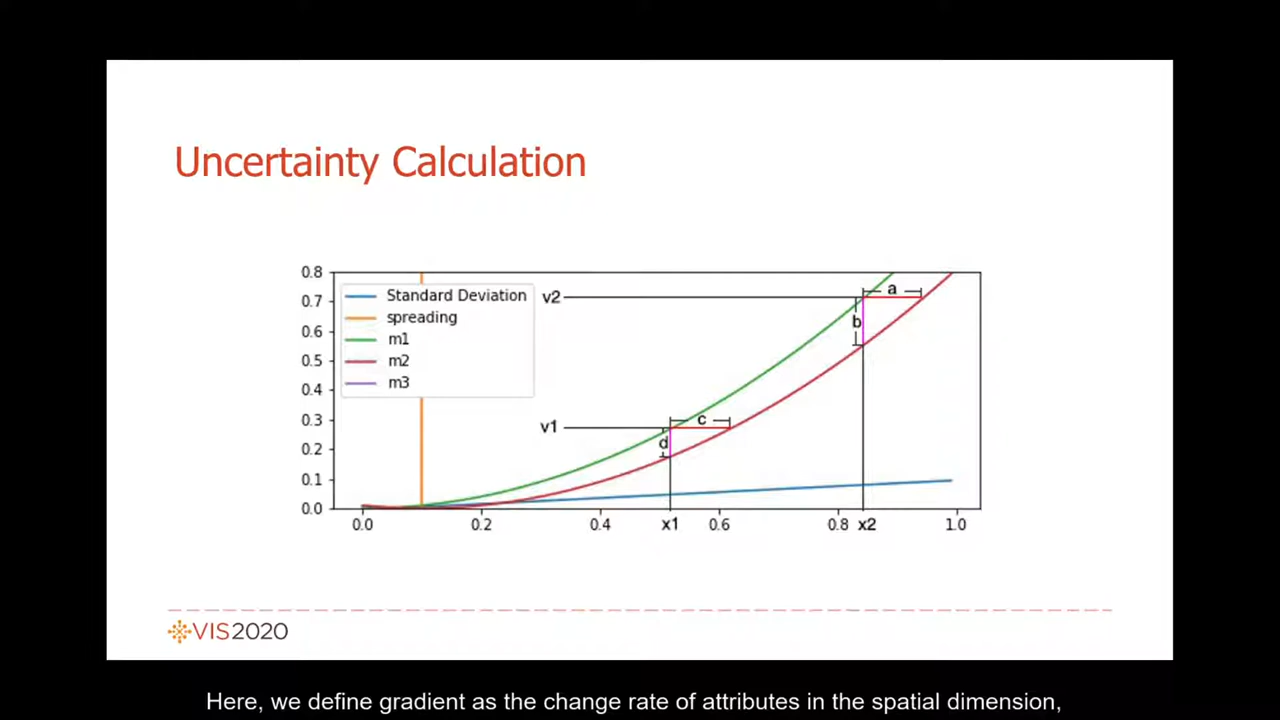 Uncertainty Calculation
0.8
0.7
0.6
0.5
0.4
0.3
0.2
0.1
0.0
Standard Deviation
spreading
m1
m2
m3
v2
v1
a
b
c
d
0.0
0.2
0.4
x1
0.6
0.8
x2
1.0
VIS2020
Here, we define gradient as the change rate of attributes in the spatial dimension,